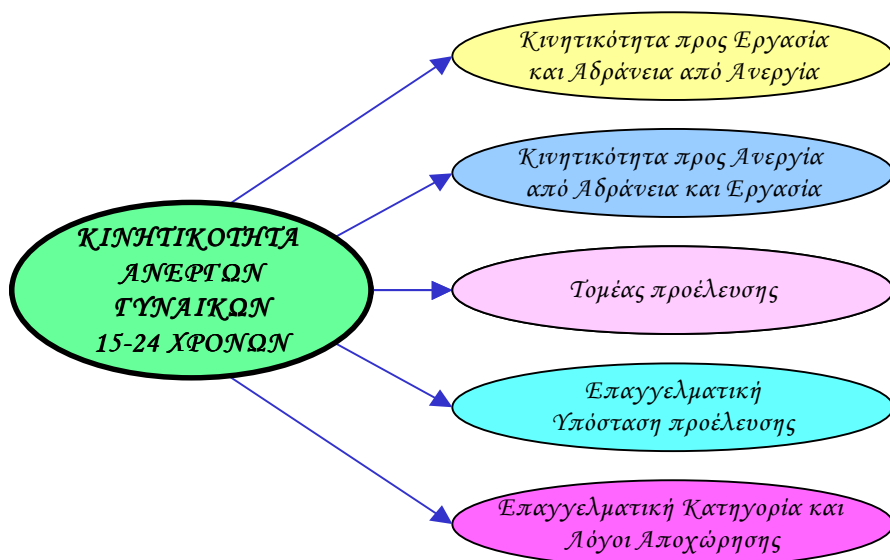 Κινητικότητα προς Εργασία
και Αδράνεια από Ανεργία
Κινητικότητα προς Ανεργία
από Αδράνεια και Εργασία
ΚΙΝΗΤΙΚΟΤΗΤΑ
ΑΝΕΡΓΩΝ
ΓΥΝΑΙΚΩΝ
15-24 ΧΡΟΝΩΝ
Τομέας προέλευσης
Επαγγελματική
Υπόσταση προέλευσης
Επαγγελματική Κατηγορία και
Λόγοι Αποχώρησης